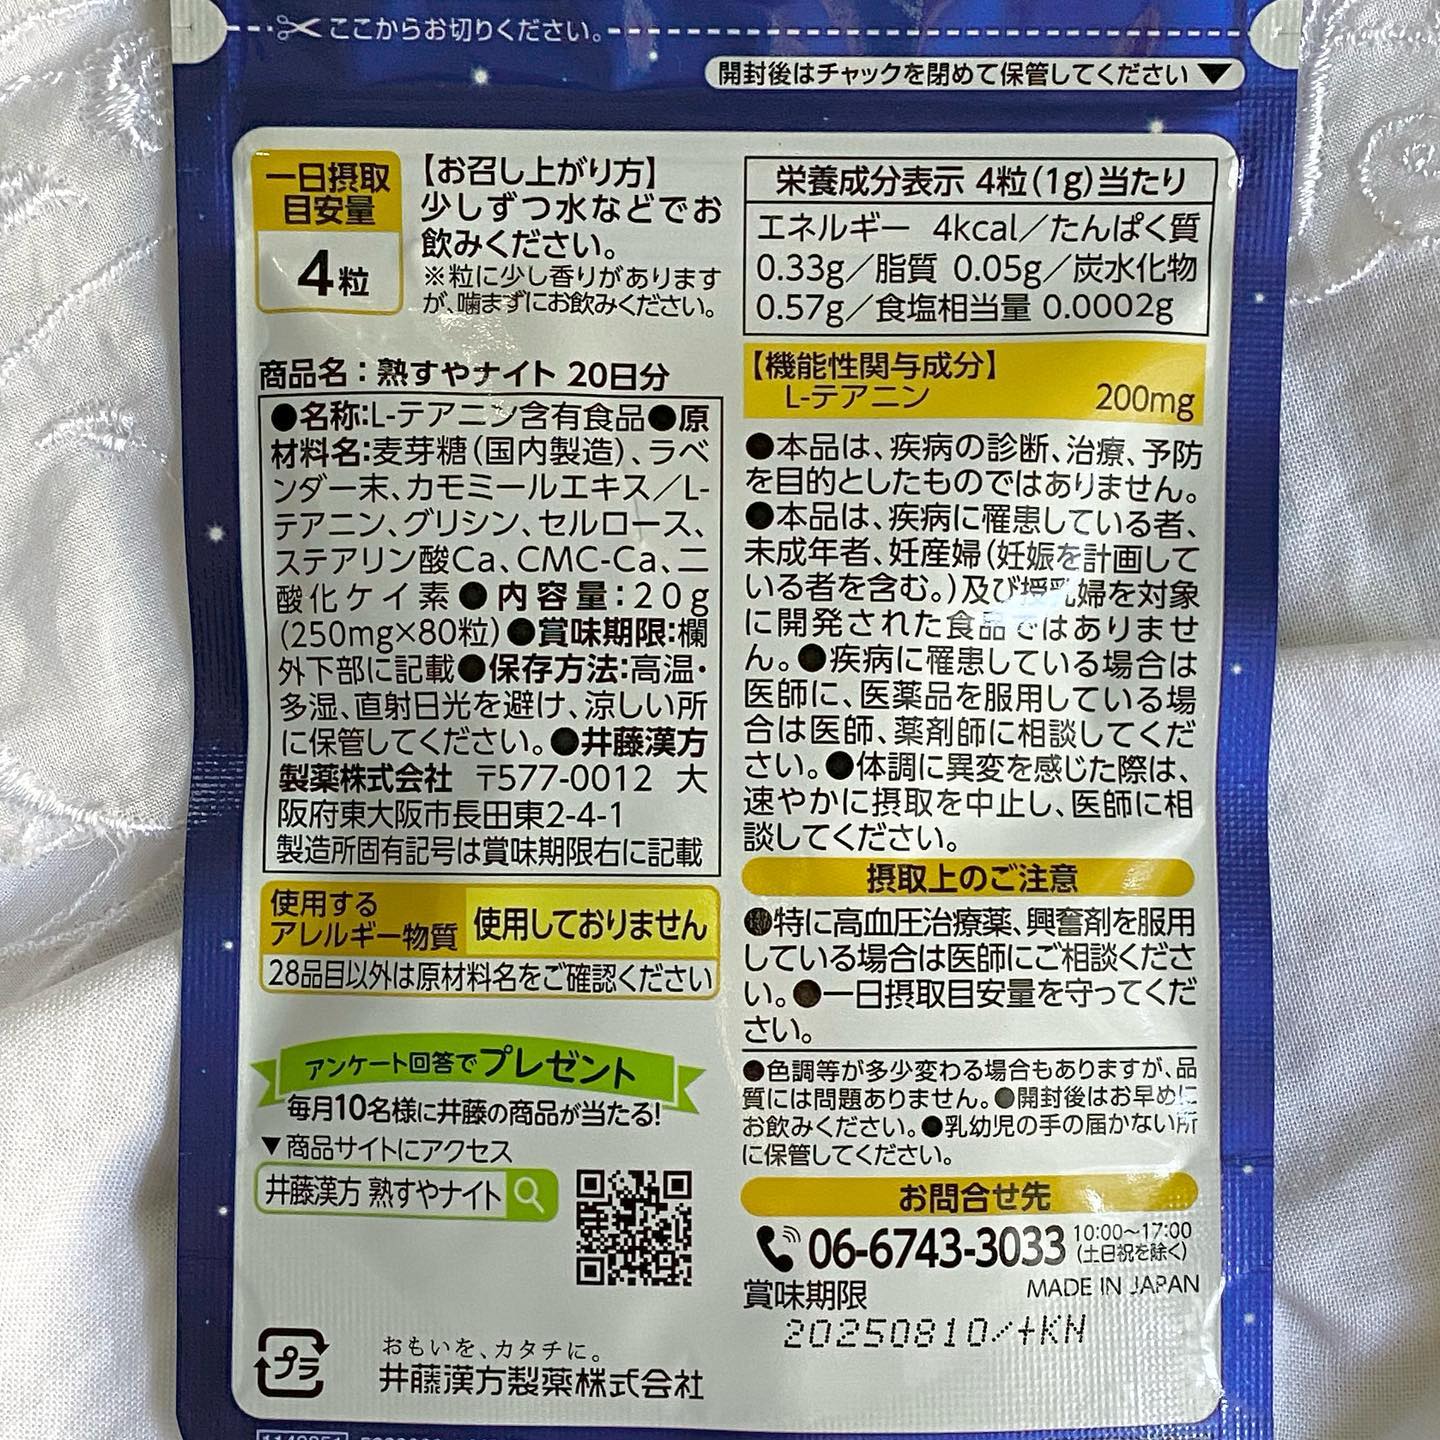 ここからお切りください。
開封後はチャックを閉めて保管してください▼
一日摂取
目安量
4粒
【お召し上がり方】
少しずつ水などでお
飲みください。
※粒に少し香りがあります
が、噛まずにお飲みください。
商品名：熟すやナイト 20日分
●名称:L-テアニン含有食品●原
材料名:麦芽糖(国内製造)、ラベ
ンダー末、カモミールエキス／L-
テアニン、グリシン、セルロース、
ステアリン酸Ca、CMC-Ca、二
酸化ケイ素●内容量:20g
(250mg×80粒)●賞味期限:欄
外下部に記載●保存方法:高温・
多湿、直射日光を避け、涼しい所
に保管してください。●井藤漢方
製薬株式会社 〒577-0012 大
阪府東大阪市長田東2-4-1
製造所固有記号は賞味期限右に記載
使用する
アレルギー物質
使用しておりません
28品目以外は原材料名をご確認ください
アンケート回答でプレゼント
毎月10名様に井藤の商品が当たる!
▼商品サイトにアクセス
井藤漢方 熟すやナイト
プラ
おもいを、カタチに。
井藤漢方製薬株式会社
栄養成分表示 4粒(1g)当たり
エネルギー 4kcal／たんぱく質
0.33g／脂質 0.05g／炭水化物
0.57g／食塩相当量 0.0002g
【機能性関与成分】
L-テアニン 200mg
●本品は、疾病の診断、治療、予防
を目的としたものではありません。
●本品は、疾病に罹患している者、
未成年者、妊産婦(妊娠を計画して
いる者を含む。)及び授乳婦を対象
に開発された食品ではありませ
ん。●疾病に罹患している場合は
医師に、医薬品を服用している場
合は医師、薬剤師に相談してくだ
さい。●体調に異変を感じた際は、
速やかに摂取を中止し、医師に相
談してください。
摂取上のご注意
●特に高血圧治療薬、興奮剤を服用
している場合は医師にご相談くださ
い。●一日摂取目安量を守ってくだ
さい。
●色調等が多少変わる場合もありますが、品
質には問題ありません。●開封後はお早めに
お飲みください。●乳幼児の手の届かない所
に保管してください。
お問合せ先
06-6743-3033 10:00〜17:00
(土日祝を除く)
賞味期限 MADE IN JAPAN
20250810/+KN